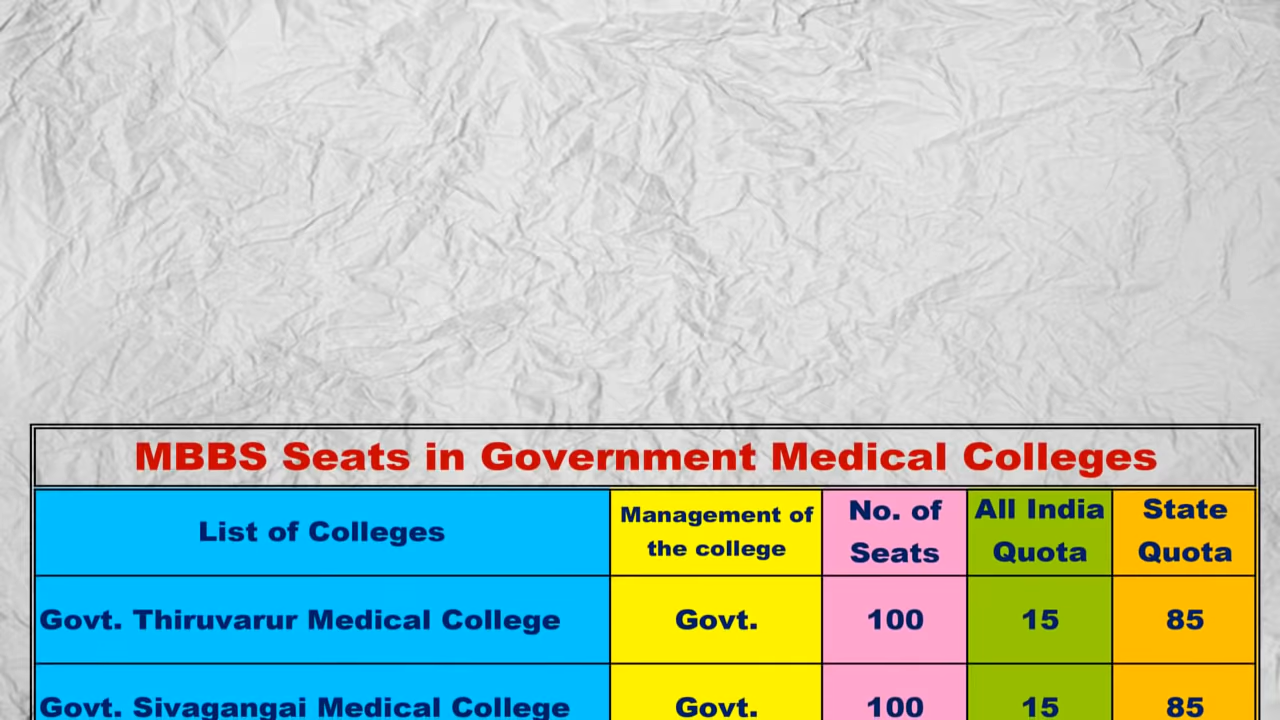 MBBS Seats in Government Medical Colleges
List of Colleges
Management of
the college
No. of
Seats
All India
Quota
State
Quota
Govt. Thiruvarur Medical College Govt. 100 15 85
Govt. Sivagangai Medical College Govt. 100 15 85